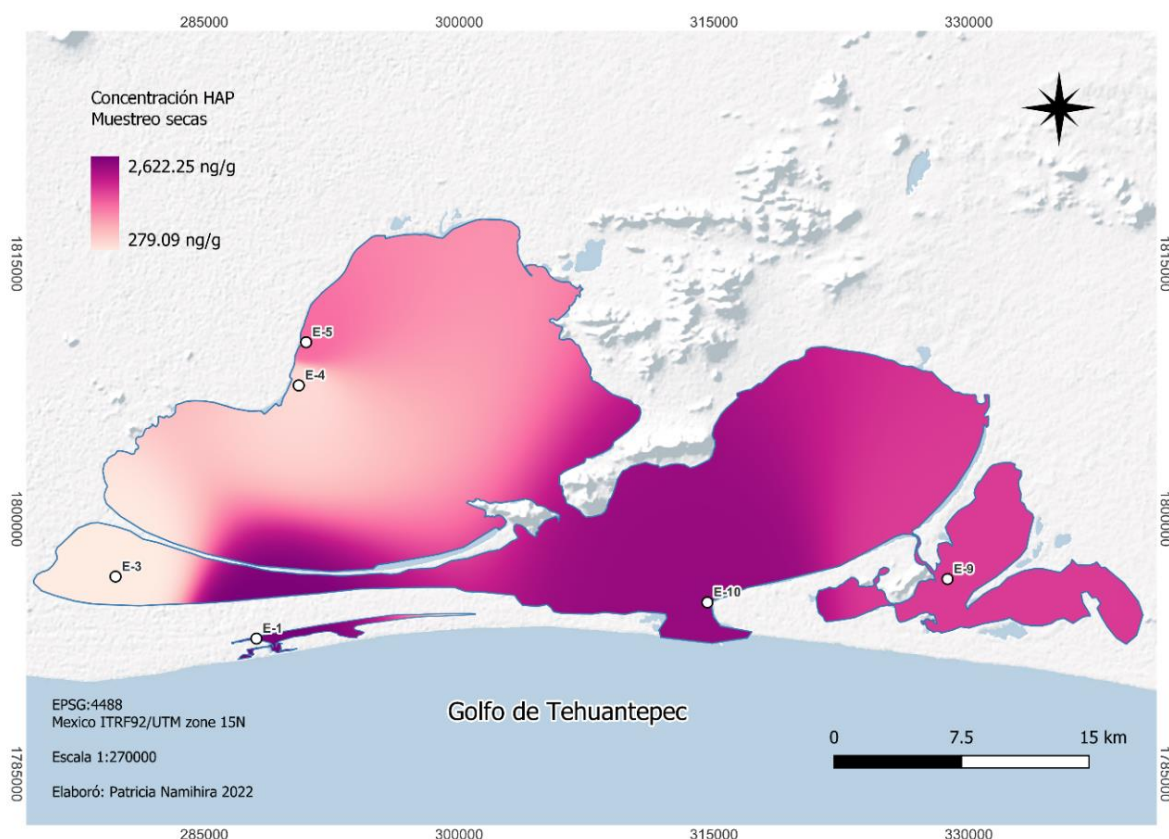 285000 300000 315000 330000
Concentración HAP
Muestreo secas
2,622.25 ng/g
279.09 ng/g
1815000 1815000
E-5
E-4
1800000 1800000
E-3
E-9
E-10
E-1
Golfo de Tehuantepec
EPSG:4488
Mexico ITRF92/UTM zone 15N
Escala 1:270000
Elaboró: Patricia Namihira 2022
0 7.5 15 km
1785000 1785000
285000 300000 315000 330000